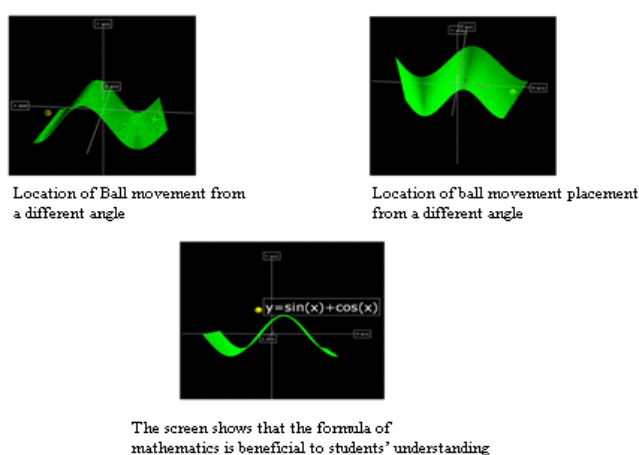 Location of Ball movement from
a different angle
Location of ball movement placement
from a different angle
y=sin(x)+cos(x)
The screen shows that the formula of
mathematics is beneficial to students' understanding